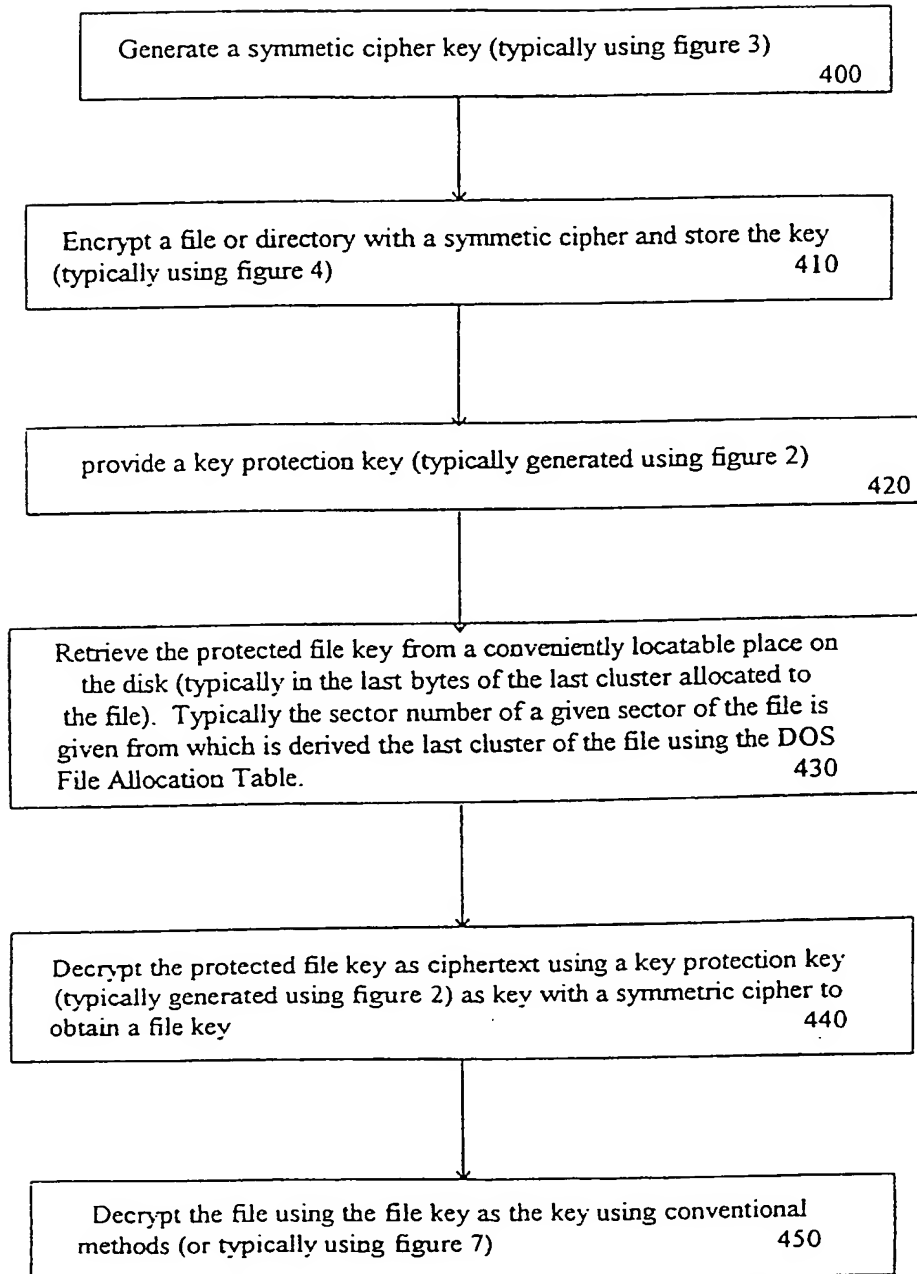 Generate a symmetic cipher key (typically using figure 3)
400
Encrypt a file or directory with a symmetic cipher and store the key
(typically using figure 4) 410
provide a key protection key (typically generated using figure 2)
420
Retrieve the protected file key from a conveniently locatable place on
the disk (typically in the last bytes of the last cluster allocated to
the file). Typically the sector number of a given sector of the file is
given from which is derived the last cluster of the file using the DOS
File Allocation Table. 430
Decrypt the protected file key as ciphertext using a key protection key
(typically generated using figure 2) as key with a symmetric cipher to
obtain a file key 440
Decrypt the file using the file key as the key using conventional
methods (or typically using figure 7) 450